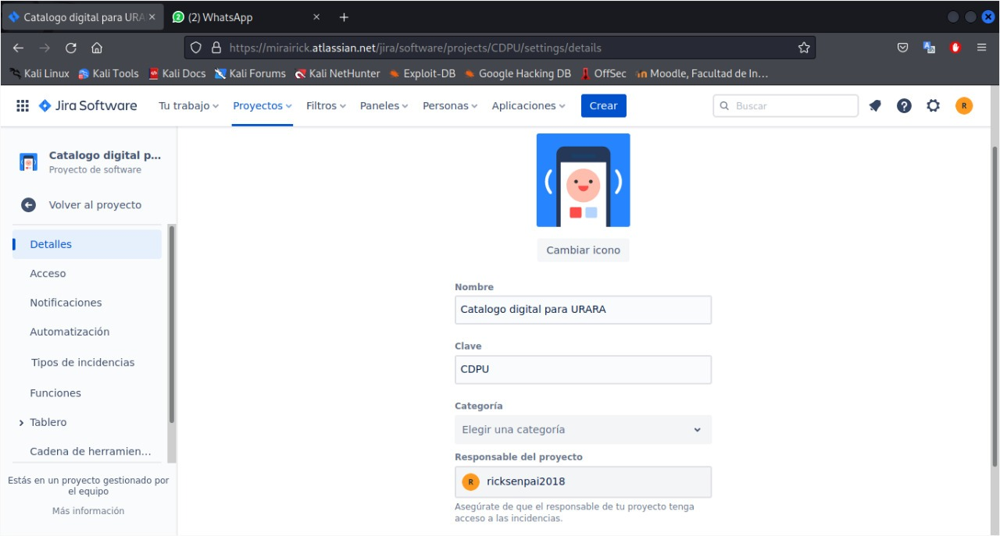 Catalogo digital para URA
(2) WhatsApp
https://mirairick.atlassian.net/jira/software/projects/CDPU/settings/details
Kali Linux Kali Tools Kali Docs Kali Forums Kali NetHunter Exploit-DB Google Hacking DB OffSec Moodle, Facultad de In…
Jira Software Tu trabajo Proyectos Filtros Paneles Personas Aplicaciones Crear Buscar R
Catalogo digital p...
Proyecto de software
Volver al proyecto
Detalles
Acceso
Notificaciones
Automatización
Tipos de incidencias
Funciones
Tablero
Cadena de herramien...
Estás en un proyecto gestionado por
el equipo
Más información
Cambiar icono
Nombre
Catalogo digital para URARA
Clave
CDPU
Categoría
Elegir una categoría
Responsable del proyecto
R ricksenpai2018
Asegúrate de que el responsable de tu proyecto tenga
acceso a las incidencias.